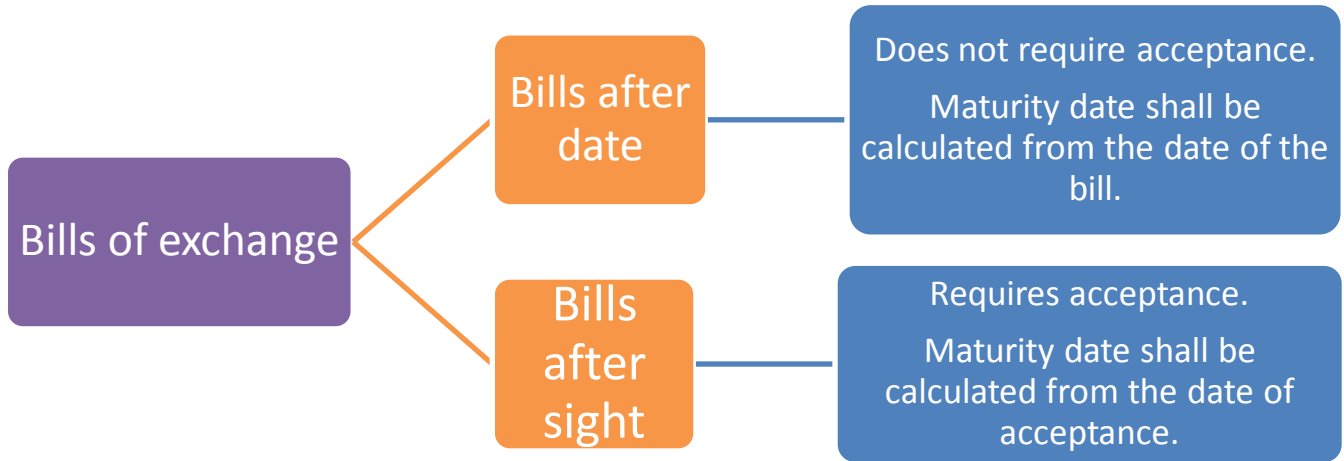 Bills of exchange
Bills after
date
Does not require acceptance.
Maturity date shall be
calculated from the date of the
bill.
Bills
after
sight
Requires acceptance.
Maturity date shall be
calculated from the date of
acceptance.